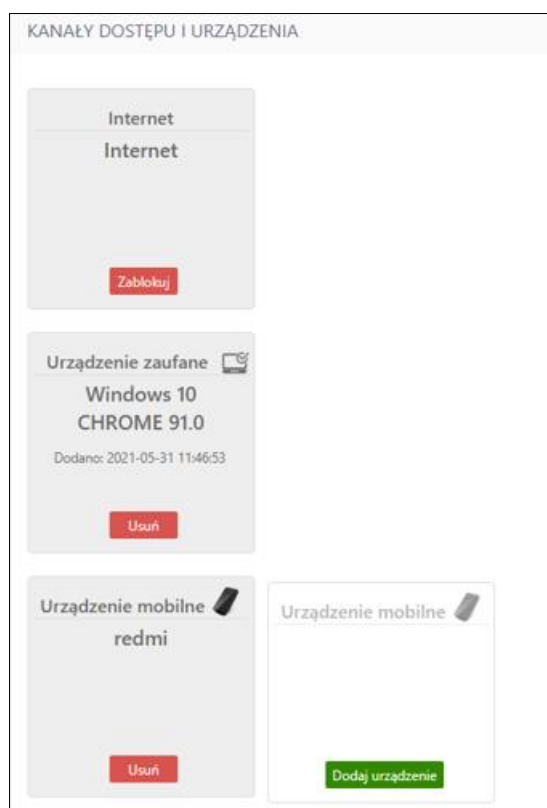 KANAŁY DOSTĘPU I URZĄDZENIA
Internet
Internet
Zablokuj
Urządzenie zaufane
Windows 10
CHROME 91.0
Dodano: 2021-05-31 11:46:53
Usuń
Urządzenie mobilne
redmi
Usuń
Urządzenie mobilne
Dodaj urządzenie